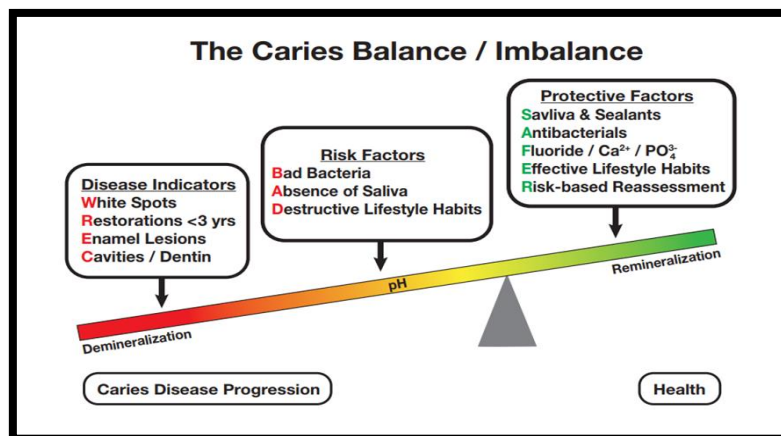 The Caries Balance / Imbalance
Disease Indicators
White Spots
Restorations <3 yrs
Enamel Lesions
Cavities / Dentin
Risk Factors
Bad Bacteria
Absence of Saliva
Destructive Lifestyle Habits
Protective Factors
Savliva & Sealants
Antibacterials
Fluoride / Ca²⁺ / PO₄³⁻
Effective Lifestyle Habits
Risk-based Reassessment
Demineralization
pH
Remineralization
Caries Disease Progression
Health